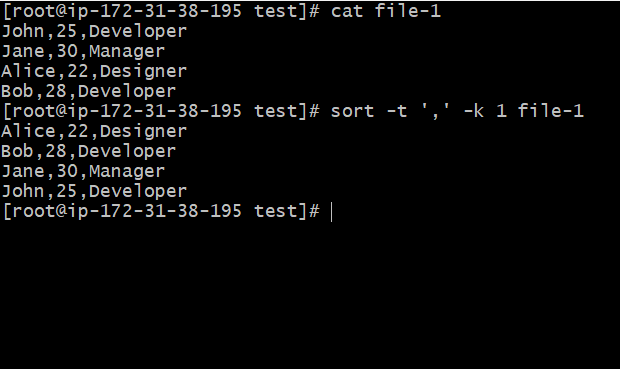 [root@ip-172-31-38-195 test]# cat file-1
John,25,Developer
Jane,30,Manager
Alice,22,Designer
Bob,28,Developer
[root@ip-172-31-38-195 test]# sort -t ',' -k 1 file-1
Alice,22,Designer
Bob,28,Developer
Jane,30,Manager
John,25,Developer
[root@ip-172-31-38-195 test]#